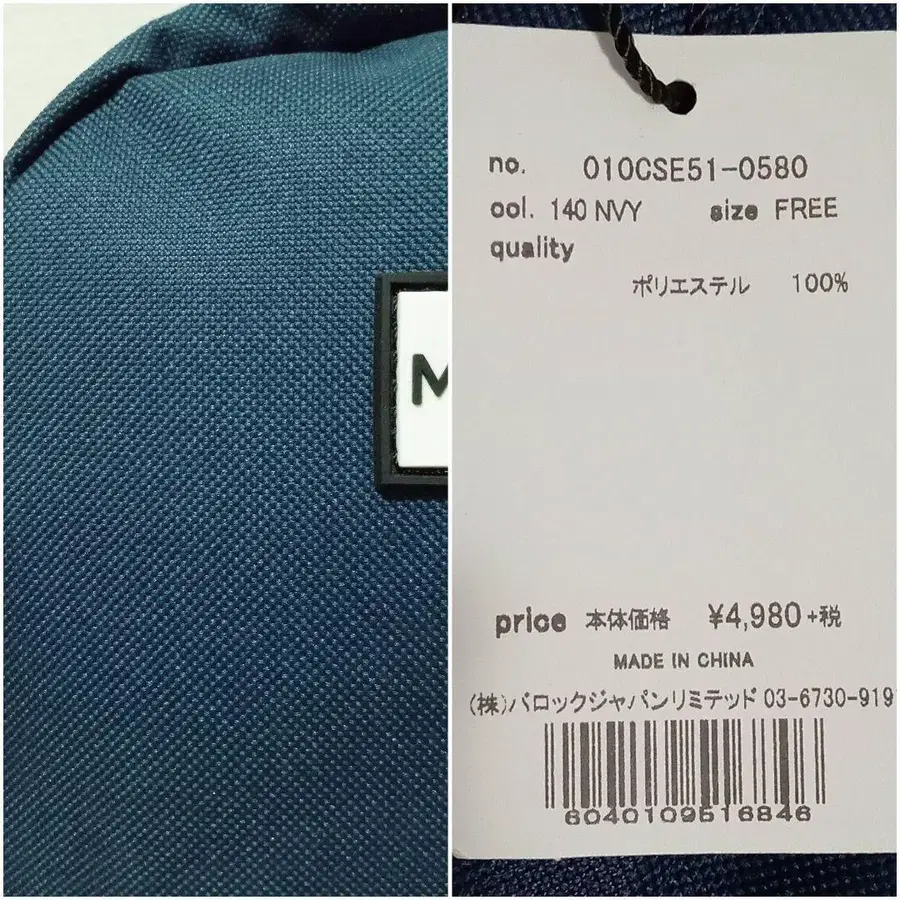 M
no. 010CSE51-0580
col. 140 NVY size FREE
quality
ポリエステル 100%
price 本体価格 ¥4,980+税
MADE IN CHINA
(株)バロックジャパンリミテッド 03-6730-919
6040109516846